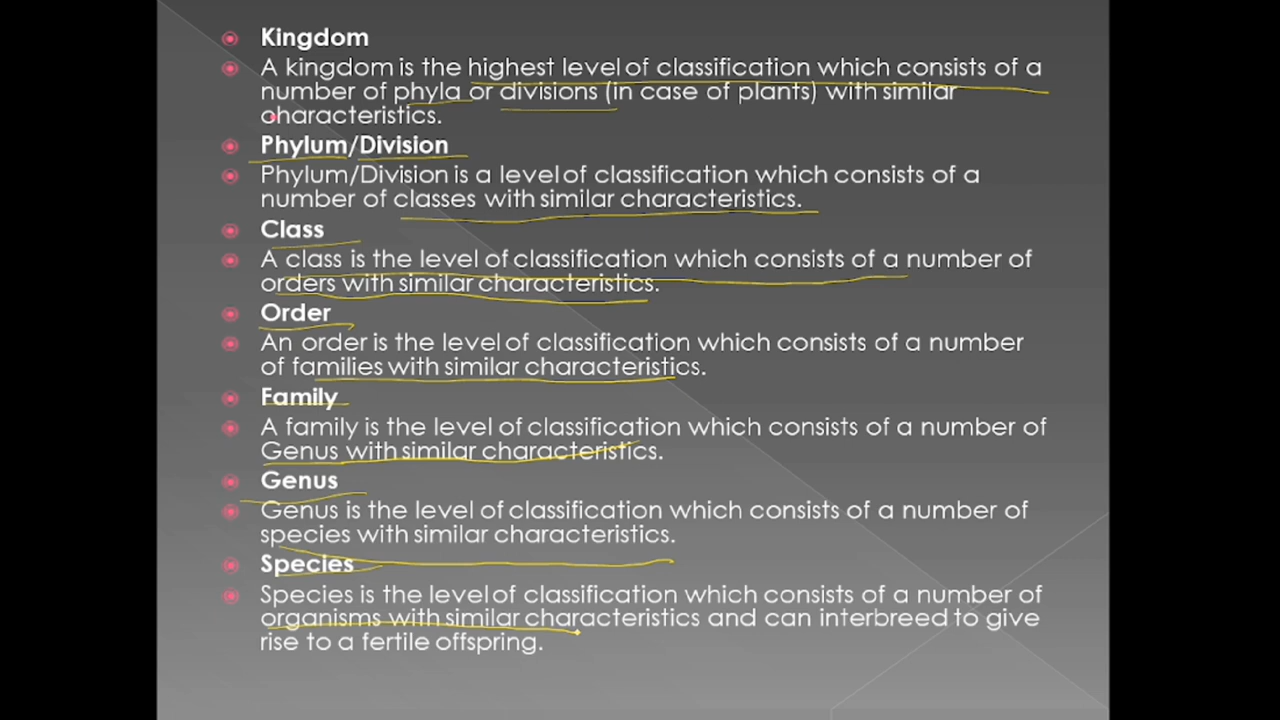 Kingdom
A kingdom is the highest level of classification which consists of a
number of phyla or divisions (in case of plants) with similar
characteristics.
Phylum/Division
Phylum/Division is a level of classification which consists of a
number of classes with similar characteristics.
Class
A class is the level of classification which consists of a number of
orders with similar characteristics.
Order
An order is the level of classification which consists of a number
of families with similar characteristics.
Family
A family is the level of classification which consists of a number of
Genus with similar characteristics.
Genus
Genus is the level of classification which consists of a number of
species with similar characteristics.
Species
Species is the level of classification which consists of a number of
organisms with similar characteristics and can interbreed to give
rise to a fertile offspring.